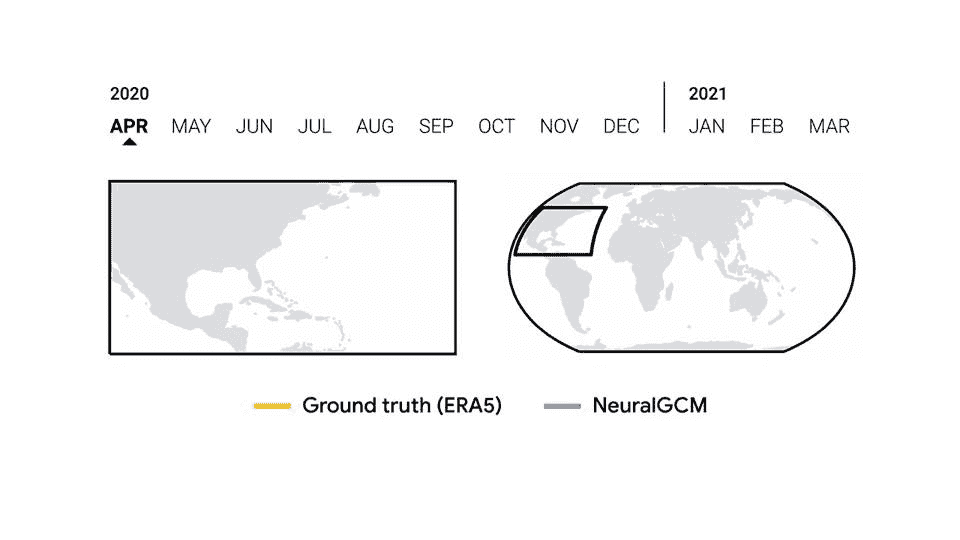 2020 2021
APR MAY JUN JUL AUG SEP OCT NOV DEC JAN FEB MAR
Ground truth (ERA5) NeuralGCM